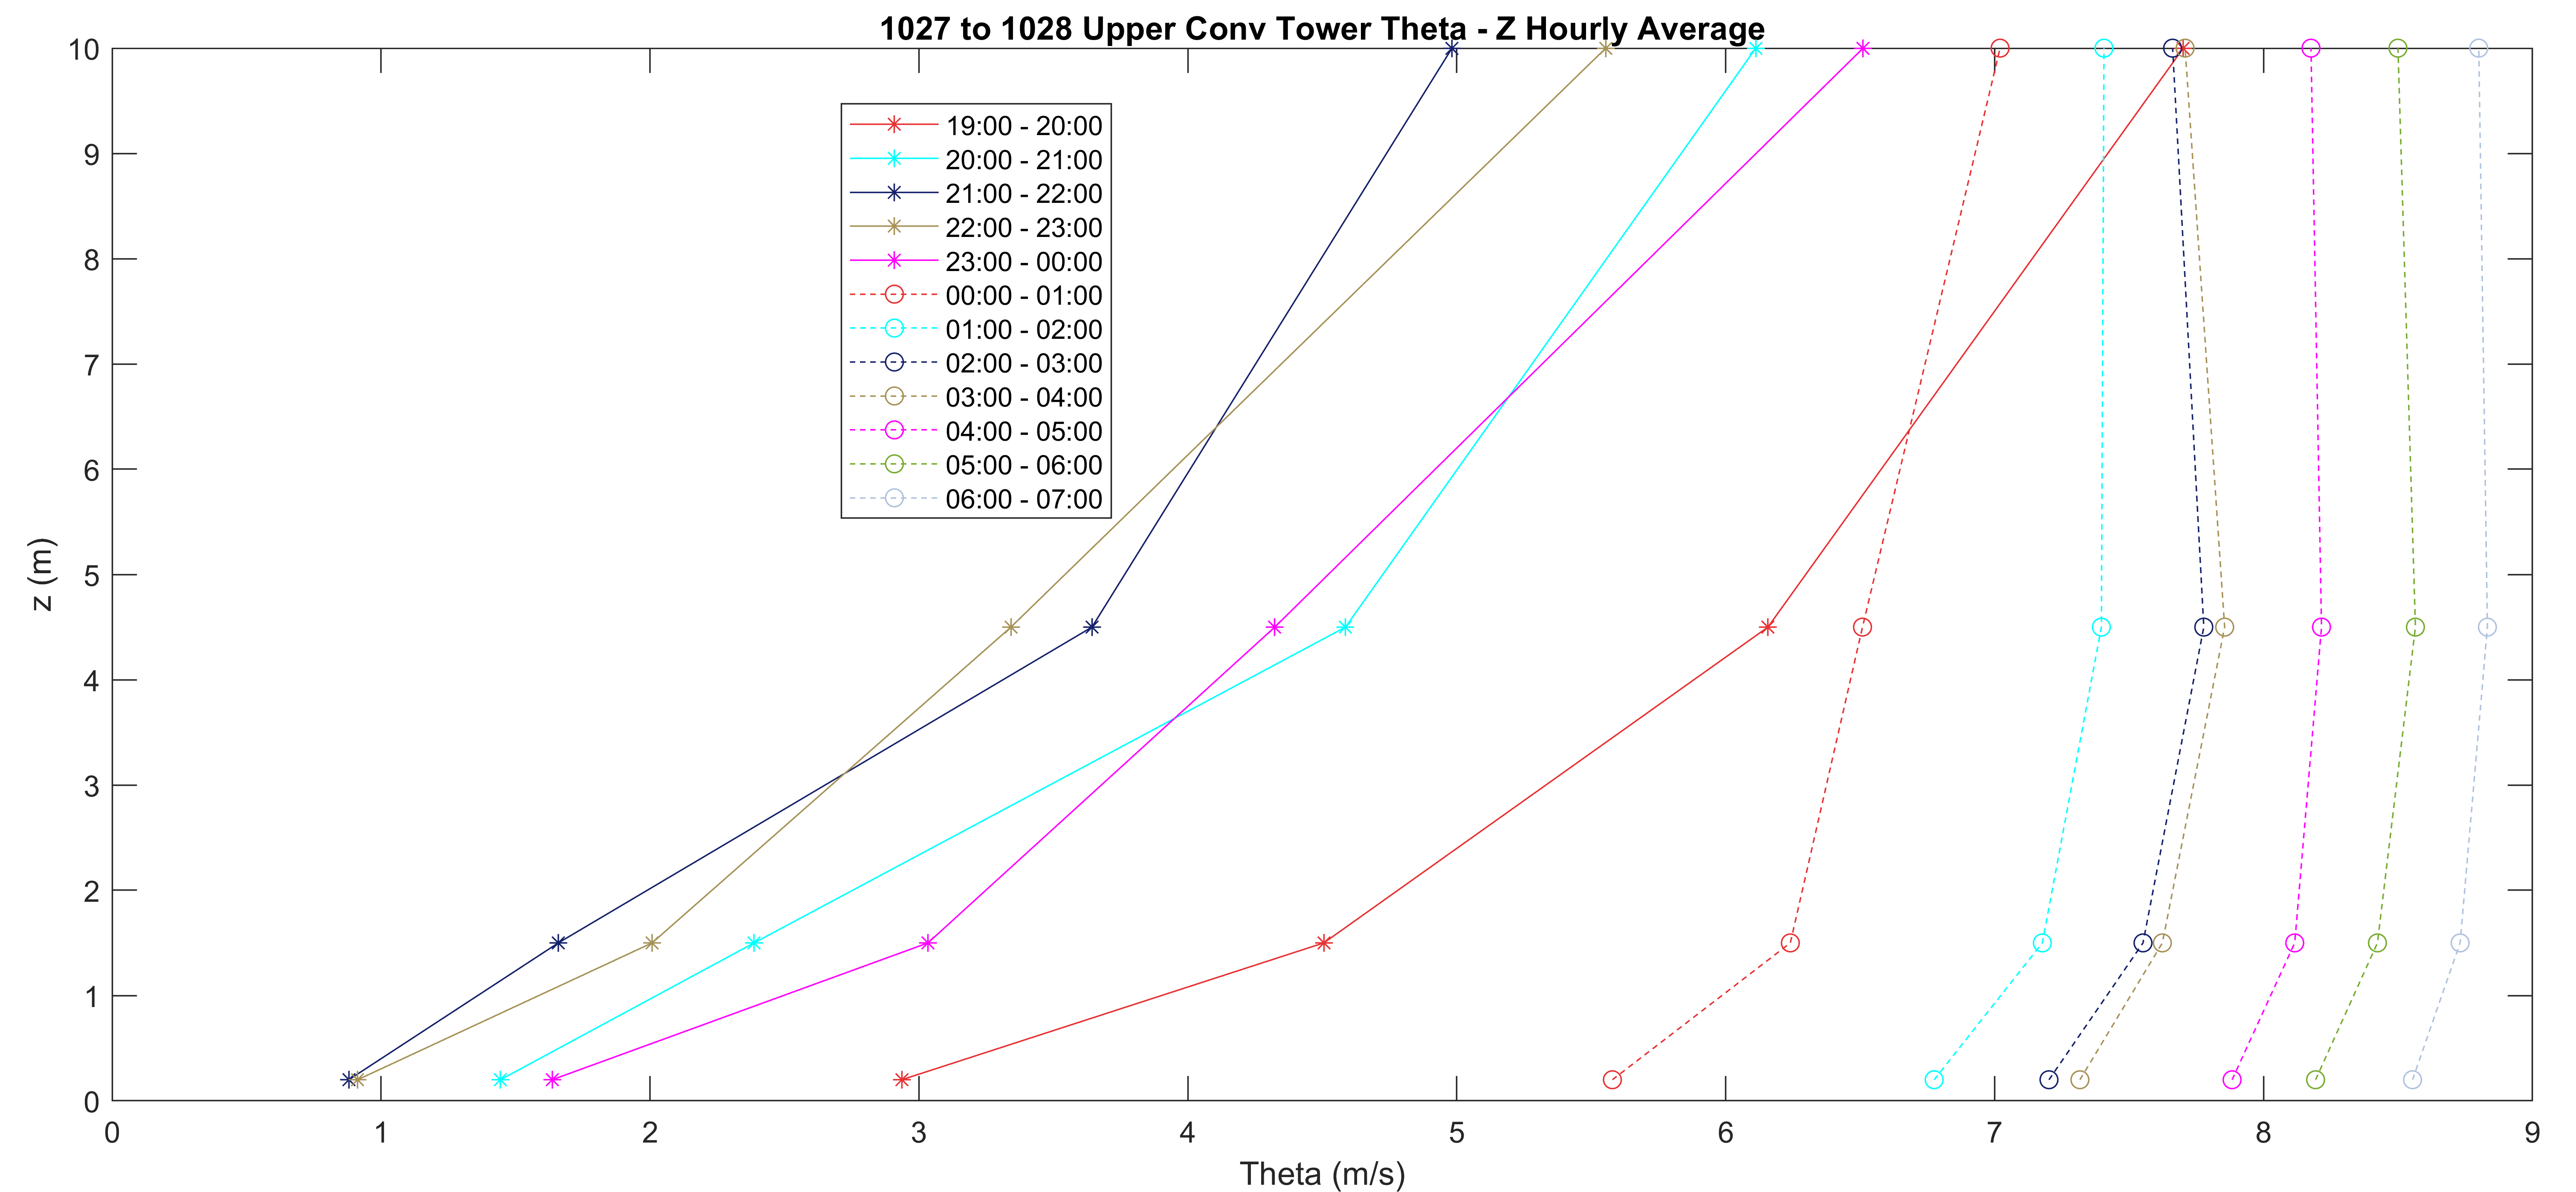 1027 to 1028 Upper Conv Tower Theta - Z Hourly Average
10
9
8
7
6
5
4
3
2
1
0
z (m)
19:00 - 20:00
20:00 - 21:00
21:00 - 22:00
22:00 - 23:00
23:00 - 00:00
00:00 - 01:00
01:00 - 02:00
02:00 - 03:00
03:00 - 04:00
04:00 - 05:00
05:00 - 06:00
06:00 - 07:00
0 1 2 3 4 5 6 7 8 9
Theta (m/s)